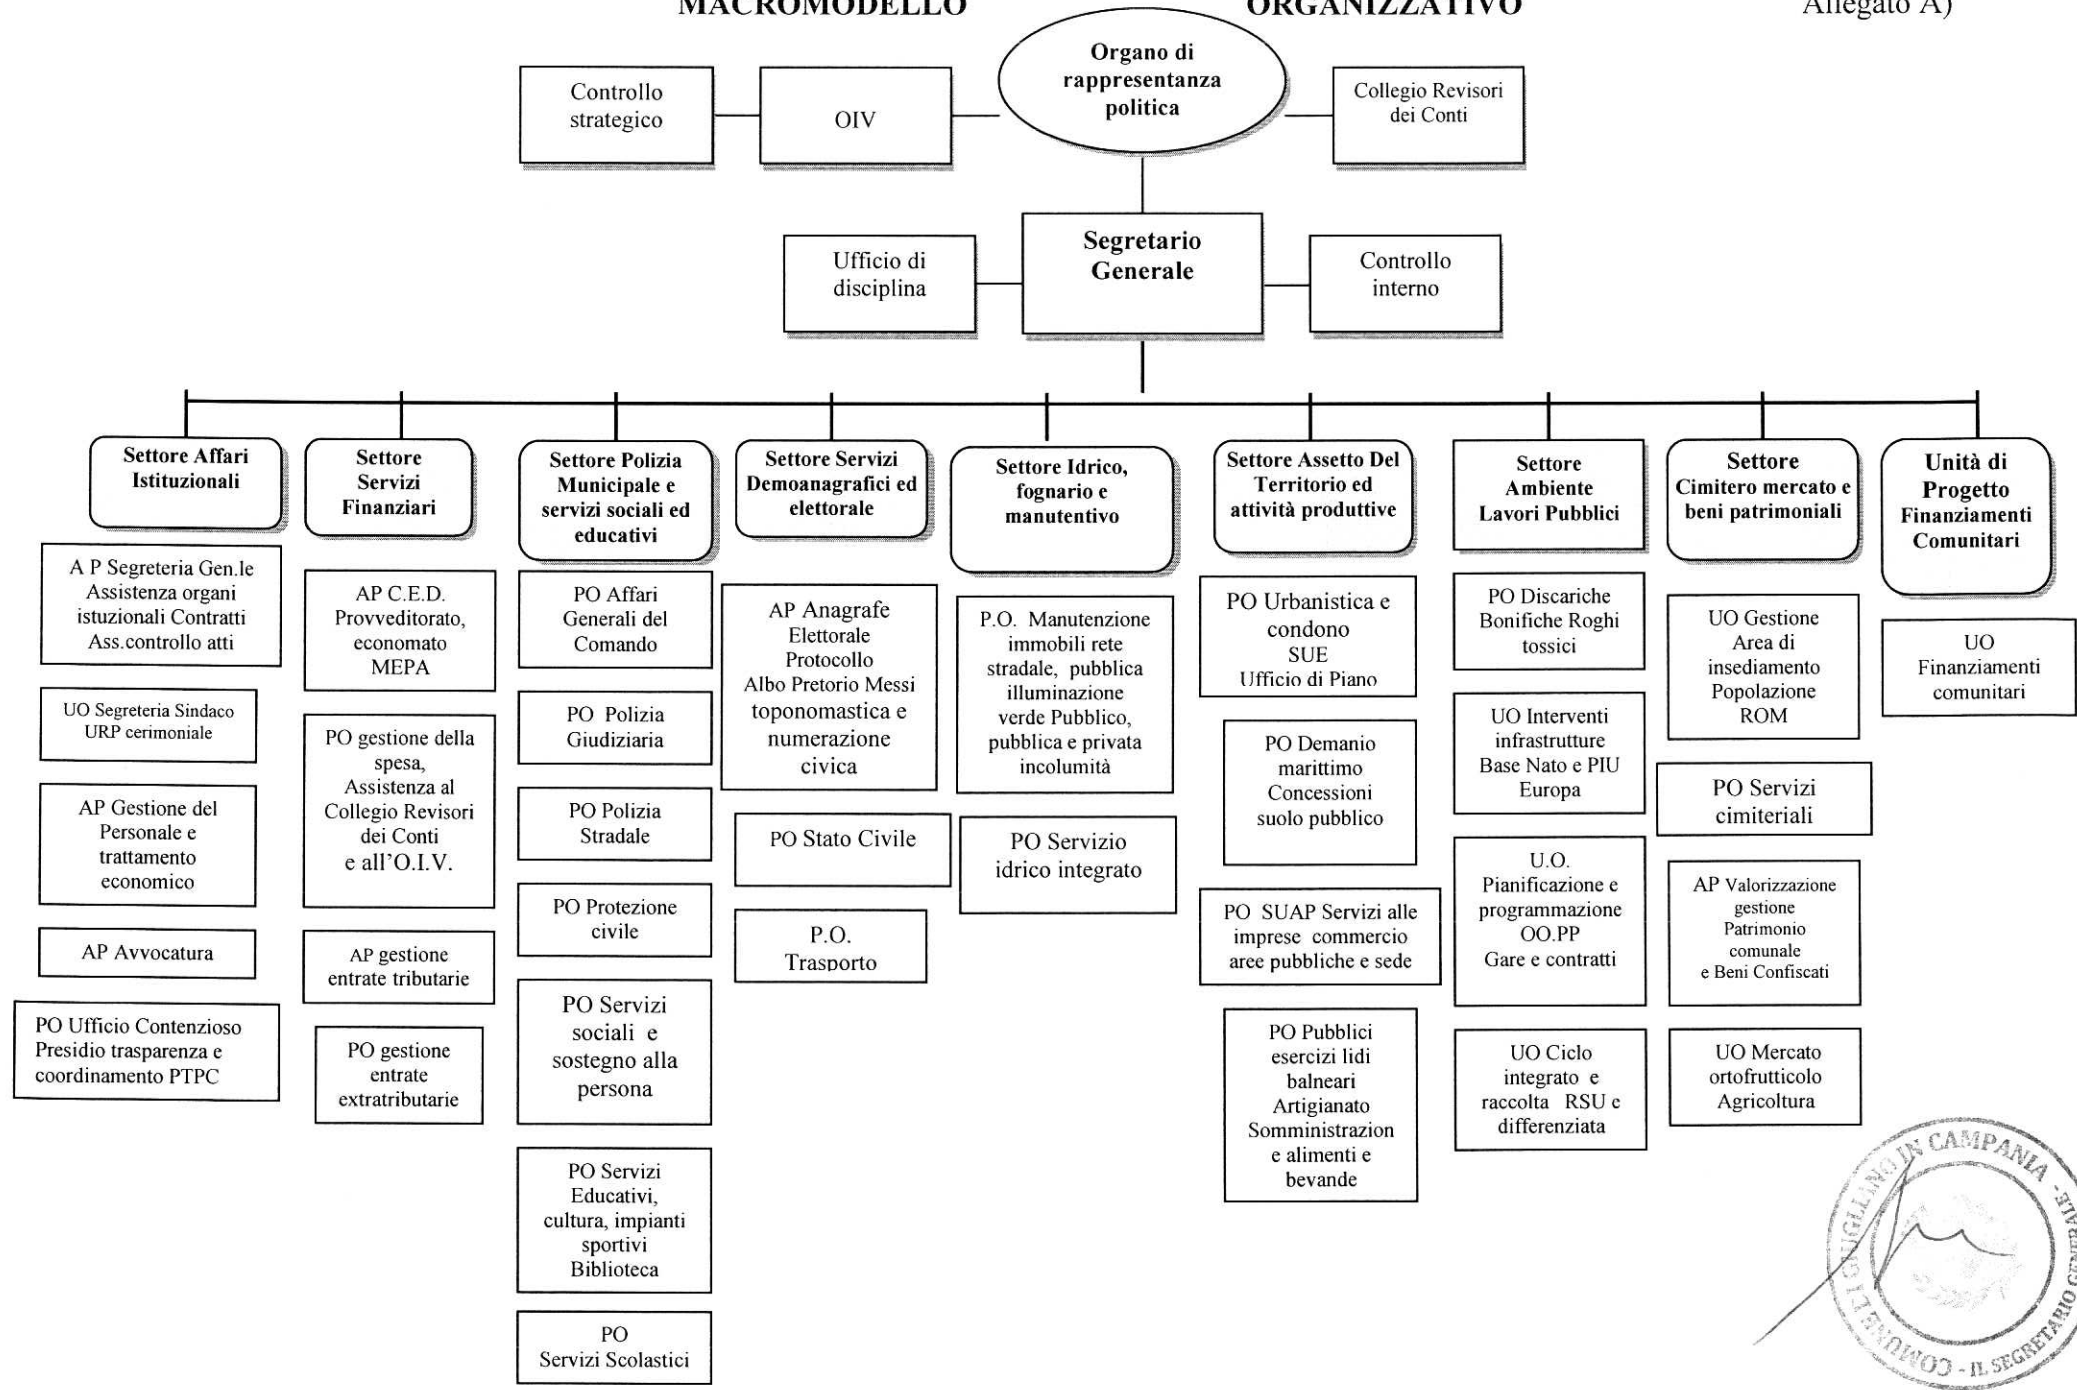 MACROMODELLO ORGANIZZATIVO
Allegato A)
Organo di
rappresentanza
politica
Controllo
strategico
OIV
Collegio Revisori
dei Conti
Segretario
Generale
Ufficio di
disciplina
Controllo
interno
Settore Affari
Istituzionali
A P Segreteria Gen.le
Assistenza organi
istuzionali Contratti
Ass.controllo atti
UO Segreteria Sindaco
URP cerimoniale
AP Gestione del
Personale e
trattamento
economico
AP Avvocatura
PO Ufficio Contenzioso
Presidio trasparenza e
coordinamento PTPC
Settore
Servizi
Finanziari
AP C.E.D.
Provveditorato,
economato
MEPA
PO gestione della
spesa,
Assistenza al
Collegio Revisori
dei Conti
e all'O.I.V.
AP gestione
entrate tributarie
PO gestione
entrate
extratributarie
Settore Polizia
Municipale e
servizi sociali ed
educativi
PO Affari
Generali del
Comando
PO Polizia
Giudiziaria
PO Polizia
Stradale
PO Protezione
civile
PO Servizi
sociali e
sostegno alla
persona
PO Servizi
Educativi,
cultura, impianti
sportivi
Biblioteca
PO
Servizi Scolastici
Settore Servizi
Demoanagrafici ed
elettorale
AP Anagrafe
Elettorale
Protocollo
Albo Pretorio Messi
toponomastica e
numerazione
civica
PO Stato Civile
P.O.
Trasporto
Settore Idrico,
fognario e
manutentivo
P.O. Manutenzione
immobili rete
stradale, pubblica
illuminazione
verde Pubblico,
pubblica e privata
incolumità
PO Servizio
idrico integrato
Settore Assetto Del
Territorio ed
attività produttive
PO Urbanistica e
condono
SUE
Ufficio di Piano
PO Demanio
marittimo
Concessioni
suolo pubblico
PO SUAP Servizi alle
imprese commercio
aree pubbliche e sede
PO Pubblici
esercizi lidi
balneari
Artigianato
Somministrazion
e alimenti e
bevande
Settore
Ambiente
Lavori Pubblici
PO Discariche
Bonifiche Roghi
tossici
UO Interventi
infrastrutture
Base Nato e PIU
Europa
U.O.
Pianificazione e
programmazione
OO.PP
Gare e contratti
UO Ciclo
integrato e
raccolta RSU e
differenziata
Settore
Cimitero mercato e
beni patrimoniali
UO Gestione
Area di
insediamento
Popolazione
ROM
PO Servizi
cimiteriali
AP Valorizzazione
gestione
Patrimonio
comunale
e Beni Confiscati
UO Mercato
ortofrutticolo
Agricoltura
Unità di
Progetto
Finanziamenti
Comunitari
UO
Finanziamenti
comunitari
COMUNE DI GIUGLIANO IN CAMPANIA - IL SEGRETARIO GENERALE -